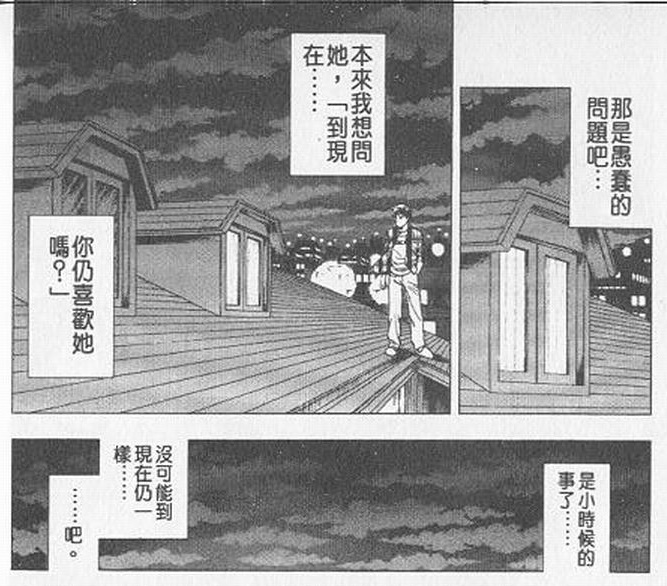 那是愚蠢的
問題吧…
本來我想問
她，「到現
在……
你仍喜歡她
嗎？」
是小時候的
事了……
沒可能到
現在仍一
樣……
……吧。